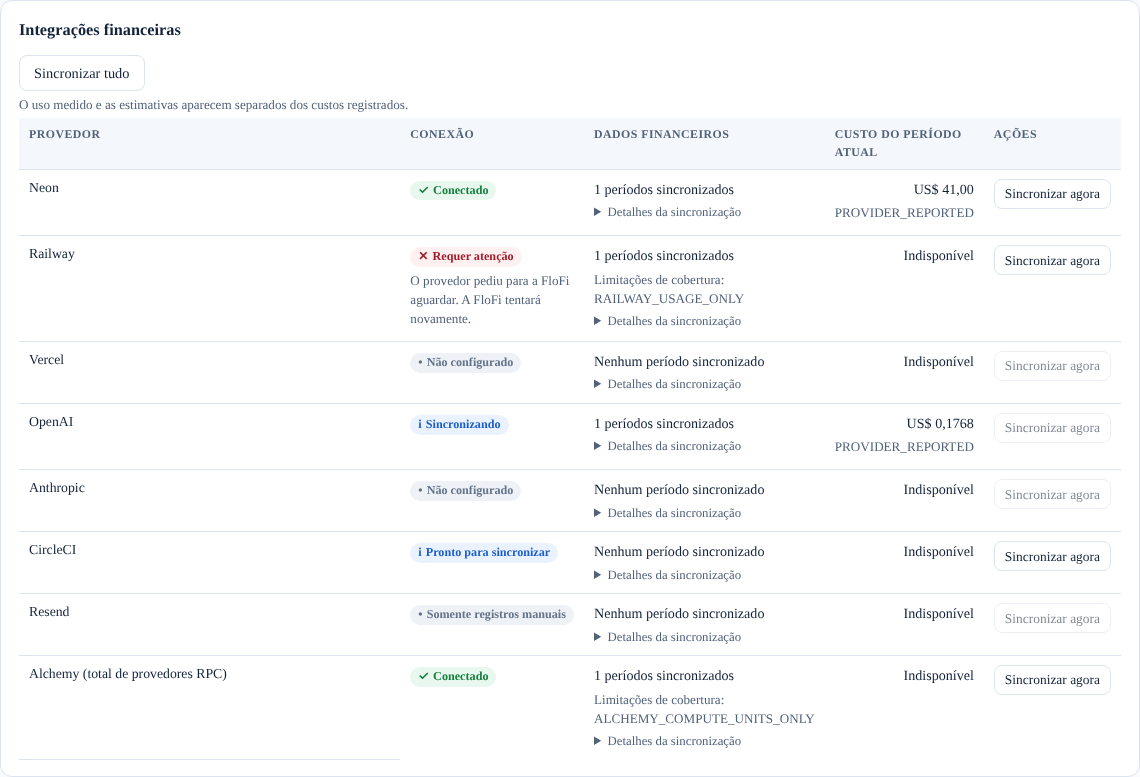 Integrações financeiras
Sincronizar tudo
O uso medido e as estimativas aparecem separados dos custos registrados.
PROVEDOR CONEXÃO DADOS FINANCEIROS CUSTO DO PERÍODO ATUAL AÇÕES
Neon ✓ Conectado 1 períodos sincronizados US$ 41,00 Sincronizar agora
▶ Detalhes da sincronização PROVIDER_REPORTED
Railway ✕ Requer atenção 1 períodos sincronizados Indisponível Sincronizar agora
O provedor pediu para a FloFi Limitações de cobertura:
aguardar. A FloFi tentará RAILWAY_USAGE_ONLY
novamente. ▶ Detalhes da sincronização
Vercel • Não configurado Nenhum período sincronizado Indisponível Sincronizar agora
▶ Detalhes da sincronização
OpenAI i Sincronizando 1 períodos sincronizados US$ 0,1768 Sincronizar agora
▶ Detalhes da sincronização PROVIDER_REPORTED
Anthropic • Não configurado Nenhum período sincronizado Indisponível Sincronizar agora
▶ Detalhes da sincronização
CircleCI i Pronto para sincronizar Nenhum período sincronizado Indisponível Sincronizar agora
▶ Detalhes da sincronização
Resend • Somente registros manuais Nenhum período sincronizado Indisponível Sincronizar agora
▶ Detalhes da sincronização
Alchemy (total de provedores RPC) ✓ Conectado 1 períodos sincronizados Indisponível Sincronizar agora
Limitações de cobertura:
ALCHEMY_COMPUTE_UNITS_ONLY
▶ Detalhes da sincronização